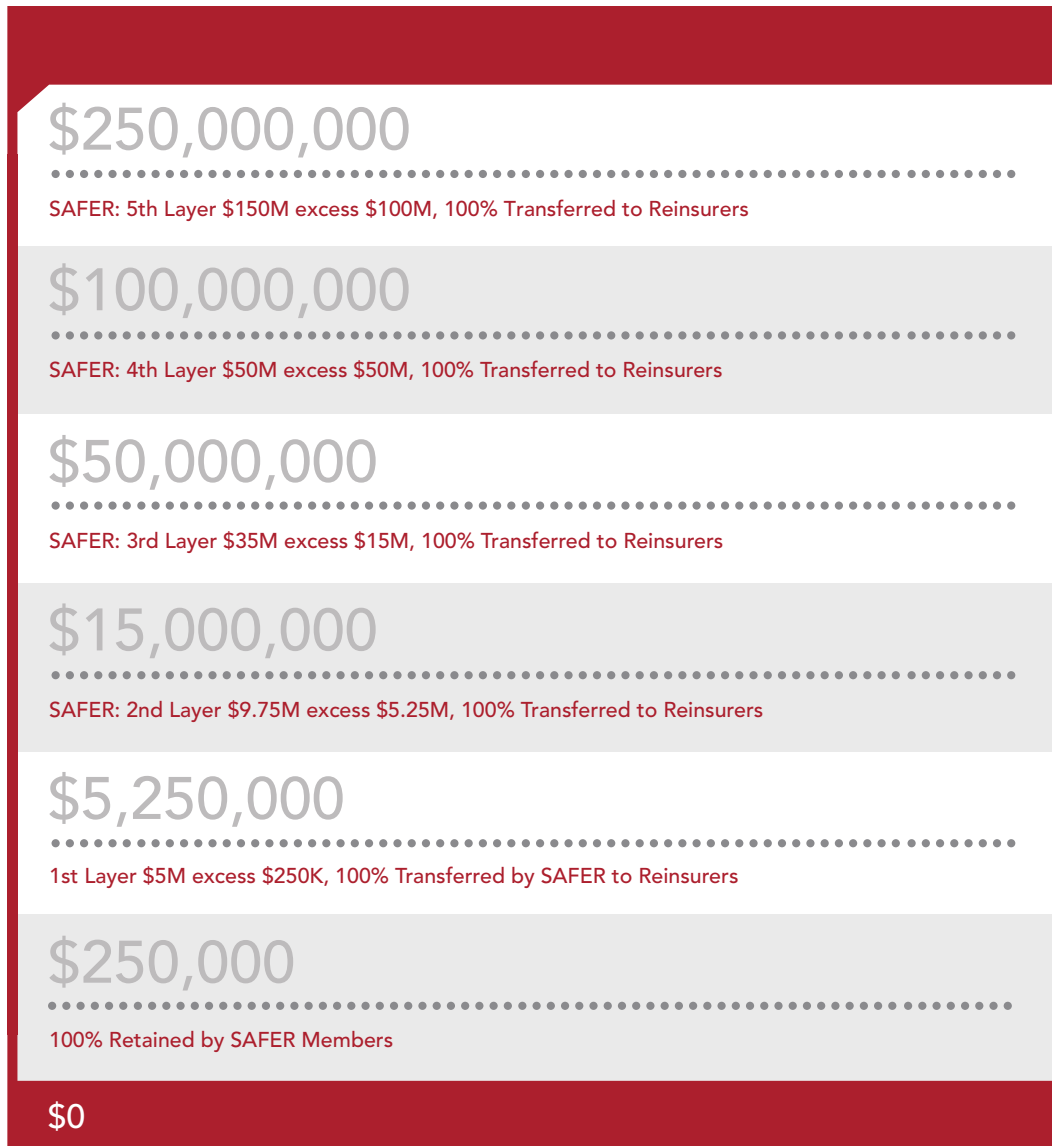 $250,000,000
SAFER: 5th Layer $150M excess $100M, 100% Transferred to Reinsurers
$100,000,000
SAFER: 4th Layer $50M excess $50M, 100% Transferred to Reinsurers
$50,000,000
SAFER: 3rd Layer $35M excess $15M, 100% Transferred to Reinsurers
$15,000,000
SAFER: 2nd Layer $9.75M excess $5.25M, 100% Transferred to Reinsurers
$5,250,000
1st Layer $5M excess $250K, 100% Transferred by SAFER to Reinsurers
$250,000
100% Retained by SAFER Members
$0